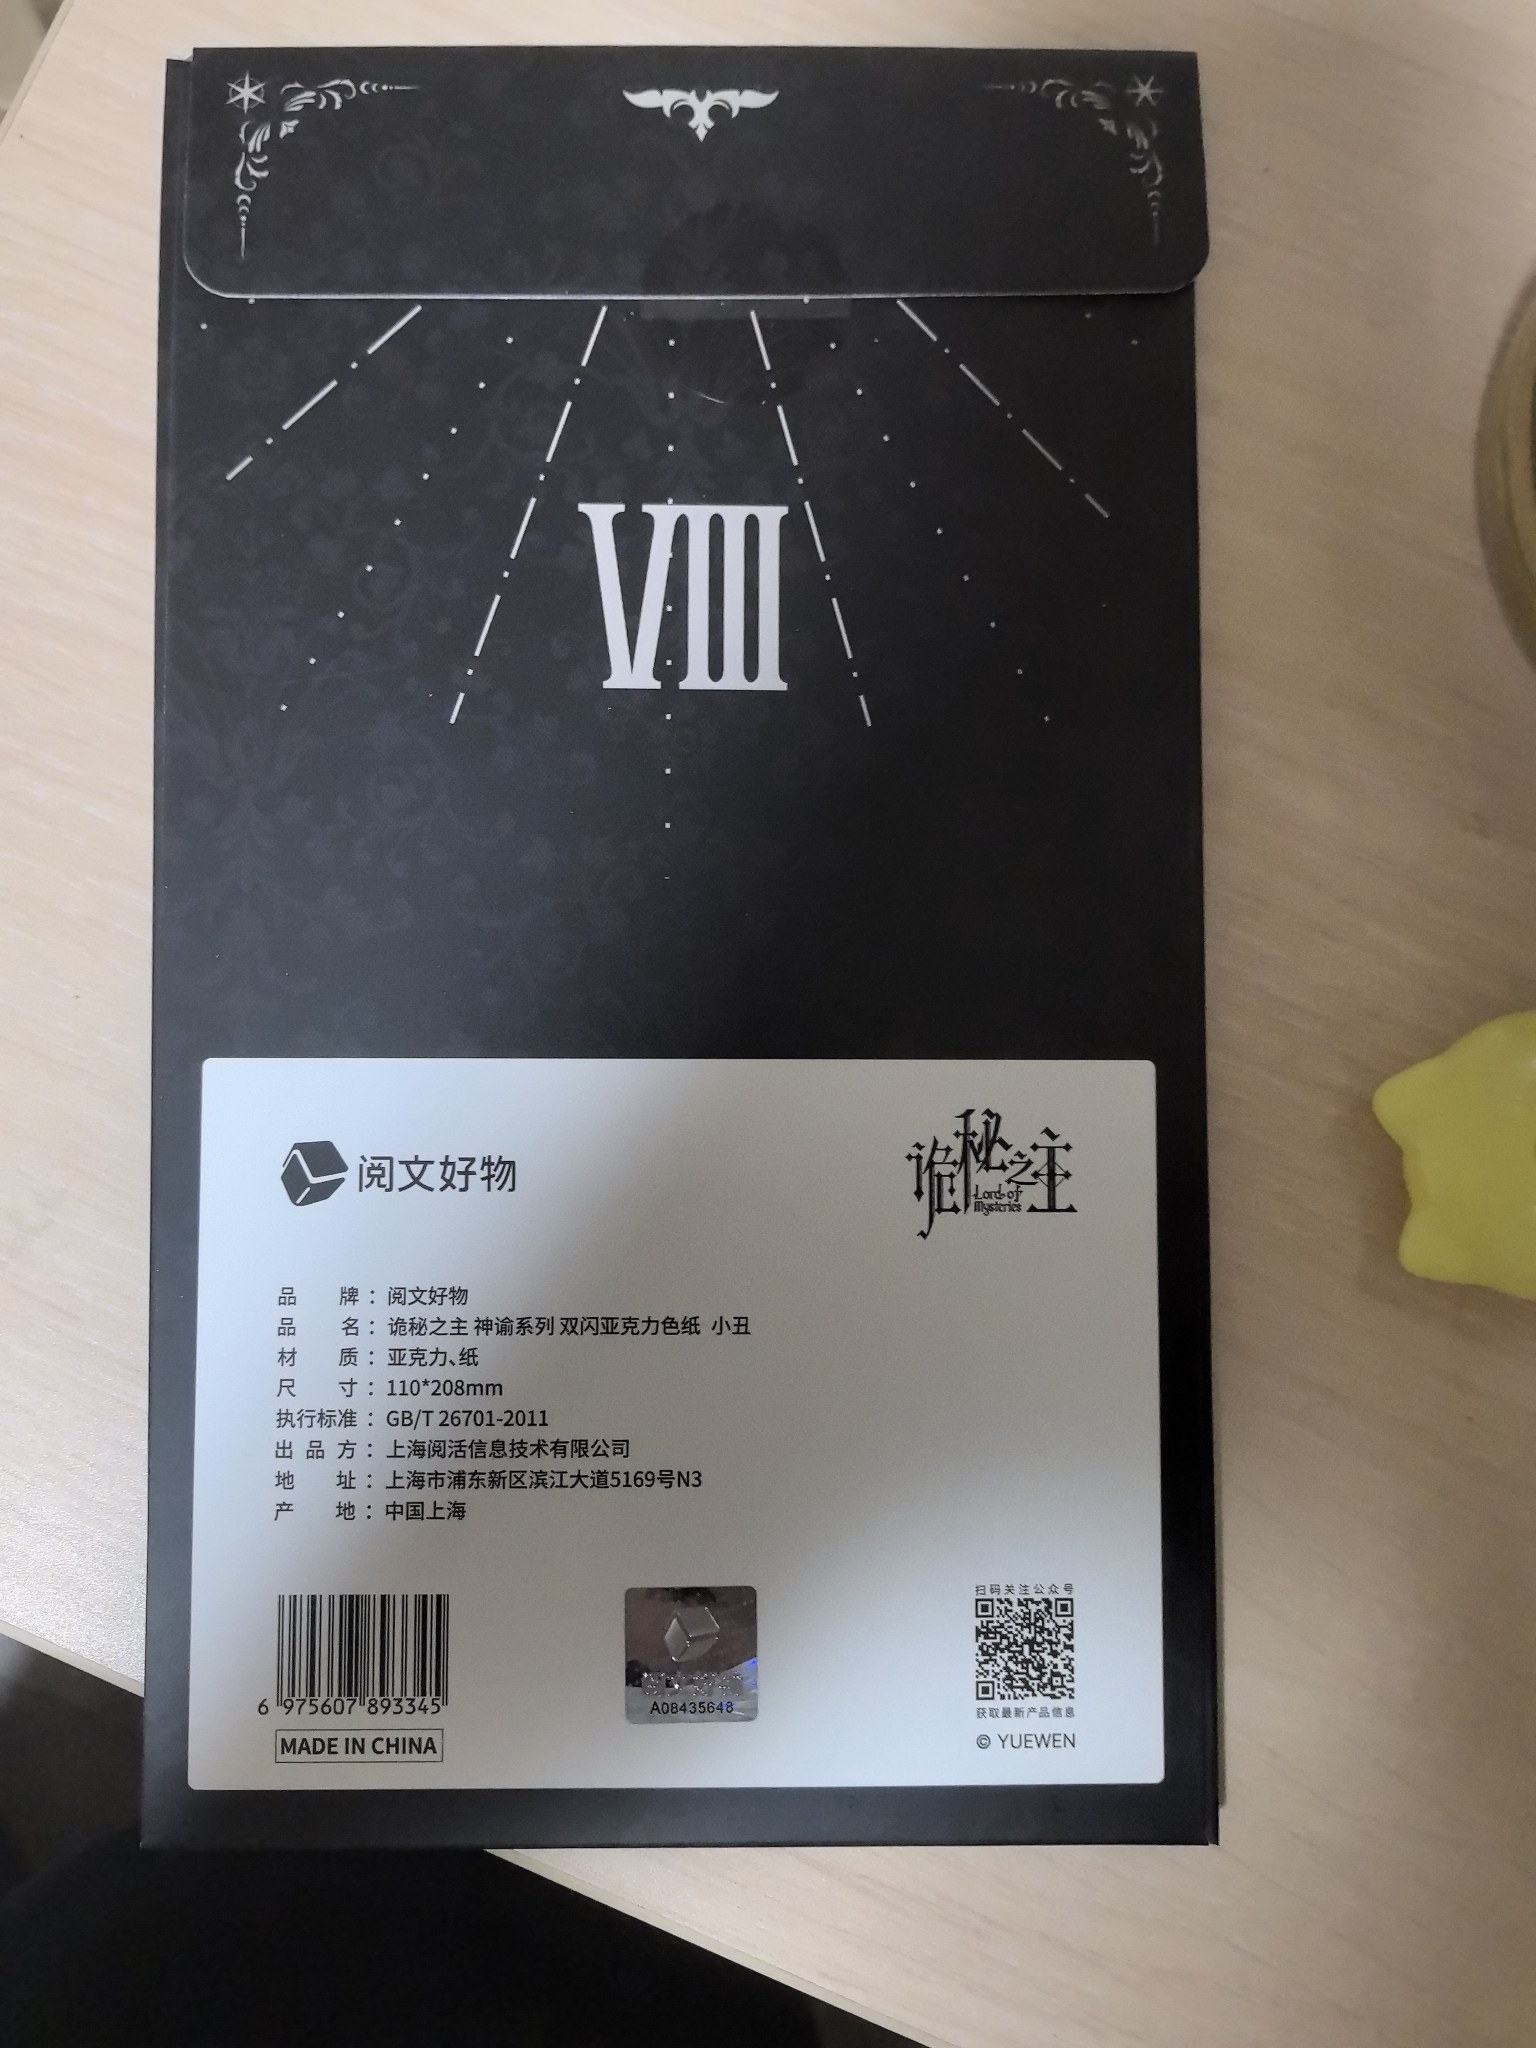 VIII
阅文好物
诡秘之主
Lord of
Mysteries
品 牌：阅文好物
品 名：诡秘之主 神谕系列 双闪亚克力色纸 小丑
材 质：亚克力、纸
尺 寸：110*208mm
执行标准：GB/T 26701-2011
出 品 方：上海阅活信息技术有限公司
地 址：上海市浦东新区滨江大道5169号N3
产 地：中国上海
6 975607 893345
MADE IN CHINA
A08435648
扫码关注公众号
获取最新产品信息
© YUEWEN